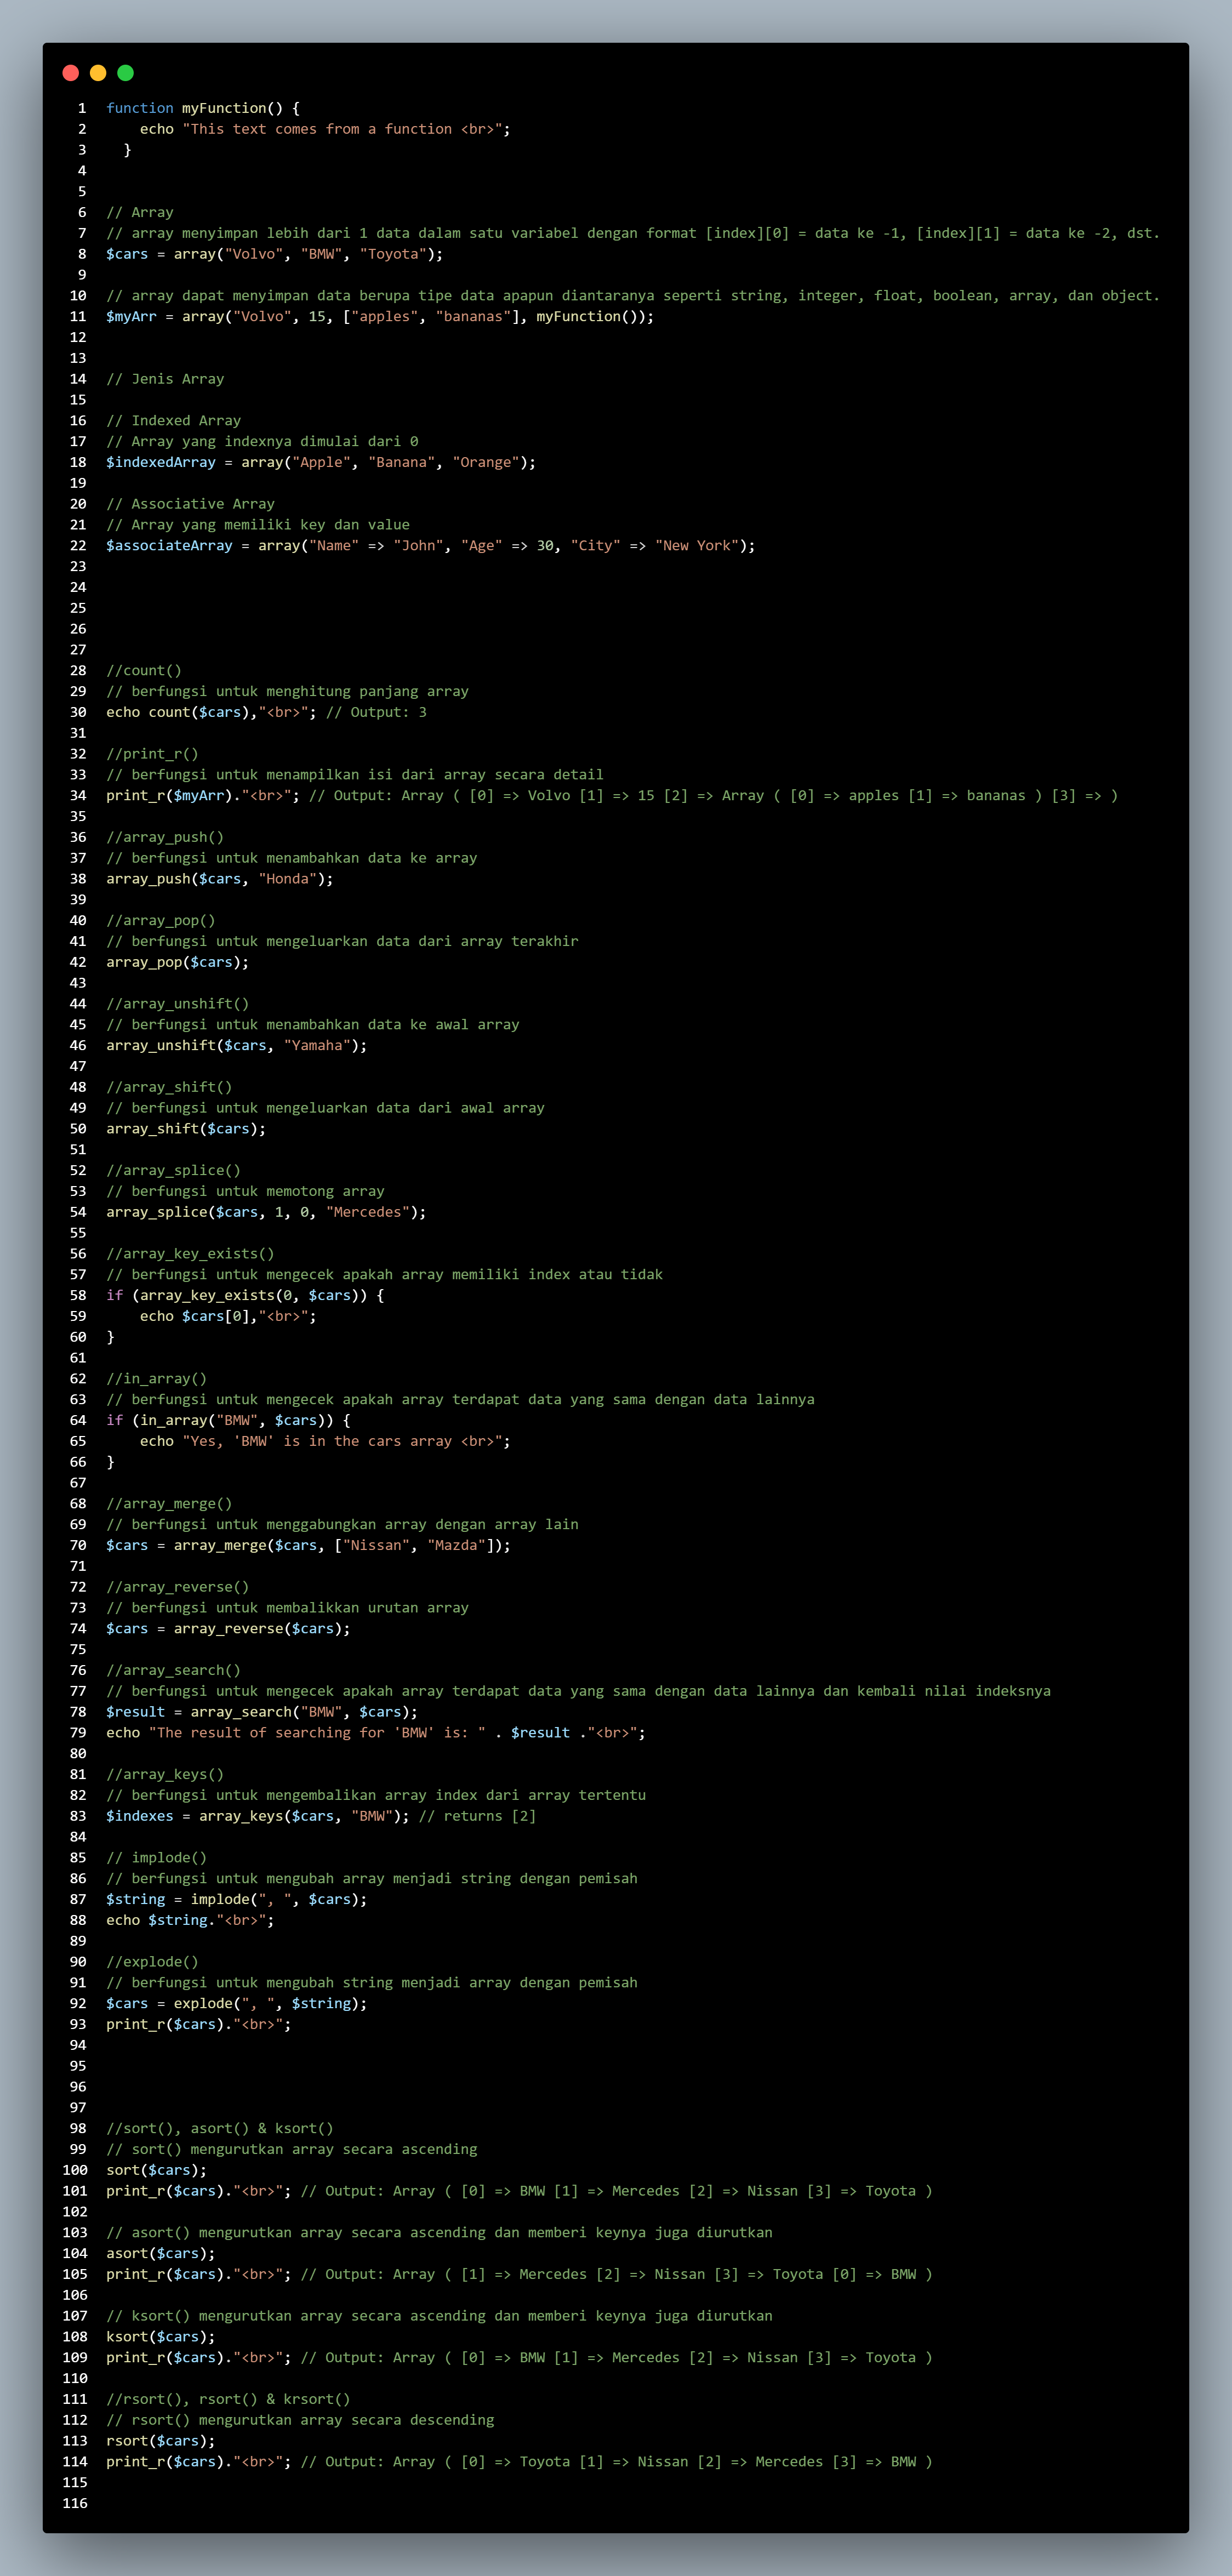 1 function myFunction() {
2     echo "This text comes from a function <br>";
3   }
4
5
6 // Array
7 // array menyimpan lebih dari 1 data dalam satu variabel dengan format [index][0] = data ke -1, [index][1] = data ke -2, dst.
8 $cars = array("Volvo", "BMW", "Toyota");
9
10 // array dapat menyimpan data berupa tipe data apapun diantaranya seperti string, integer, float, boolean, array, dan object.
11 $myArr = array("Volvo", 15, ["apples", "bananas"], myFunction());
12
13
14 // Jenis Array
15
16 // Indexed Array
17 // Array yang indexnya dimulai dari 0
18 $indexedArray = array("Apple", "Banana", "Orange");
19
20 // Associative Array
21 // Array yang memiliki key dan value
22 $associateArray = array("Name" => "John", "Age" => 30, "City" => "New York");
23
24
25
26
27
28 //count()
29 // berfungsi untuk menghitung panjang array
30 echo count($cars),"<br>"; // Output: 3
31
32 //print_r()
33 // berfungsi untuk menampilkan isi dari array secara detail
34 print_r($myArr)."<br>"; // Output: Array ( [0] => Volvo [1] => 15 [2] => Array ( [0] => apples [1] => bananas ) [3] => )
35
36 //array_push()
37 // berfungsi untuk menambahkan data ke array
38 array_push($cars, "Honda");
39
40 //array_pop()
41 // berfungsi untuk mengeluarkan data dari array terakhir
42 array_pop($cars);
43
44 //array_unshift()
45 // berfungsi untuk menambahkan data ke awal array
46 array_unshift($cars, "Yamaha");
47
48 //array_shift()
49 // berfungsi untuk mengeluarkan data dari awal array
50 array_shift($cars);
51
52 //array_splice()
53 // berfungsi untuk memotong array
54 array_splice($cars, 1, 0, "Mercedes");
55
56 //array_key_exists()
57 // berfungsi untuk mengecek apakah array memiliki index atau tidak
58 if (array_key_exists(0, $cars)) {
59     echo $cars[0],"<br>";
60 }
61
62 //in_array()
63 // berfungsi untuk mengecek apakah array terdapat data yang sama dengan data lainnya
64 if (in_array("BMW", $cars)) {
65     echo "Yes, 'BMW' is in the cars array <br>";
66 }
67
68 //array_merge()
69 // berfungsi untuk menggabungkan array dengan array lain
70 $cars = array_merge($cars, ["Nissan", "Mazda"]);
71
72 //array_reverse()
73 // berfungsi untuk membalikkan urutan array
74 $cars = array_reverse($cars);
75
76 //array_search()
77 // berfungsi untuk mengecek apakah array terdapat data yang sama dengan data lainnya dan kembali nilai indeksnya
78 $result = array_search("BMW", $cars);
79 echo "The result of searching for 'BMW' is: " . $result ."<br>";
80
81 //array_keys()
82 // berfungsi untuk mengembalikan array index dari array tertentu
83 $indexes = array_keys($cars, "BMW"); // returns [2]
84
85 // implode()
86 // berfungsi untuk mengubah array menjadi string dengan pemisah
87 $string = implode(", ", $cars);
88 echo $string."<br>";
89
90 //explode()
91 // berfungsi untuk mengubah string menjadi array dengan pemisah
92 $cars = explode(", ", $string);
93 print_r($cars)."<br>";
94
95
96
97
98 //sort(), asort() & ksort()
99 // sort() mengurutkan array secara ascending
100 sort($cars);
101 print_r($cars)."<br>"; // Output: Array ( [0] => BMW [1] => Mercedes [2] => Nissan [3] => Toyota )
102
103 // asort() mengurutkan array secara ascending dan memberi keynya juga diurutkan
104 asort($cars);
105 print_r($cars)."<br>"; // Output: Array ( [1] => Mercedes [2] => Nissan [3] => Toyota [0] => BMW )
106
107 // ksort() mengurutkan array secara ascending dan memberi keynya juga diurutkan
108 ksort($cars);
109 print_r($cars)."<br>"; // Output: Array ( [0] => BMW [1] => Mercedes [2] => Nissan [3] => Toyota )
110
111 //rsort(), rsort() & krsort()
112 // rsort() mengurutkan array secara descending
113 rsort($cars);
114 print_r($cars)."<br>"; // Output: Array ( [0] => Toyota [1] => Nissan [2] => Mercedes [3] => BMW )
115
116